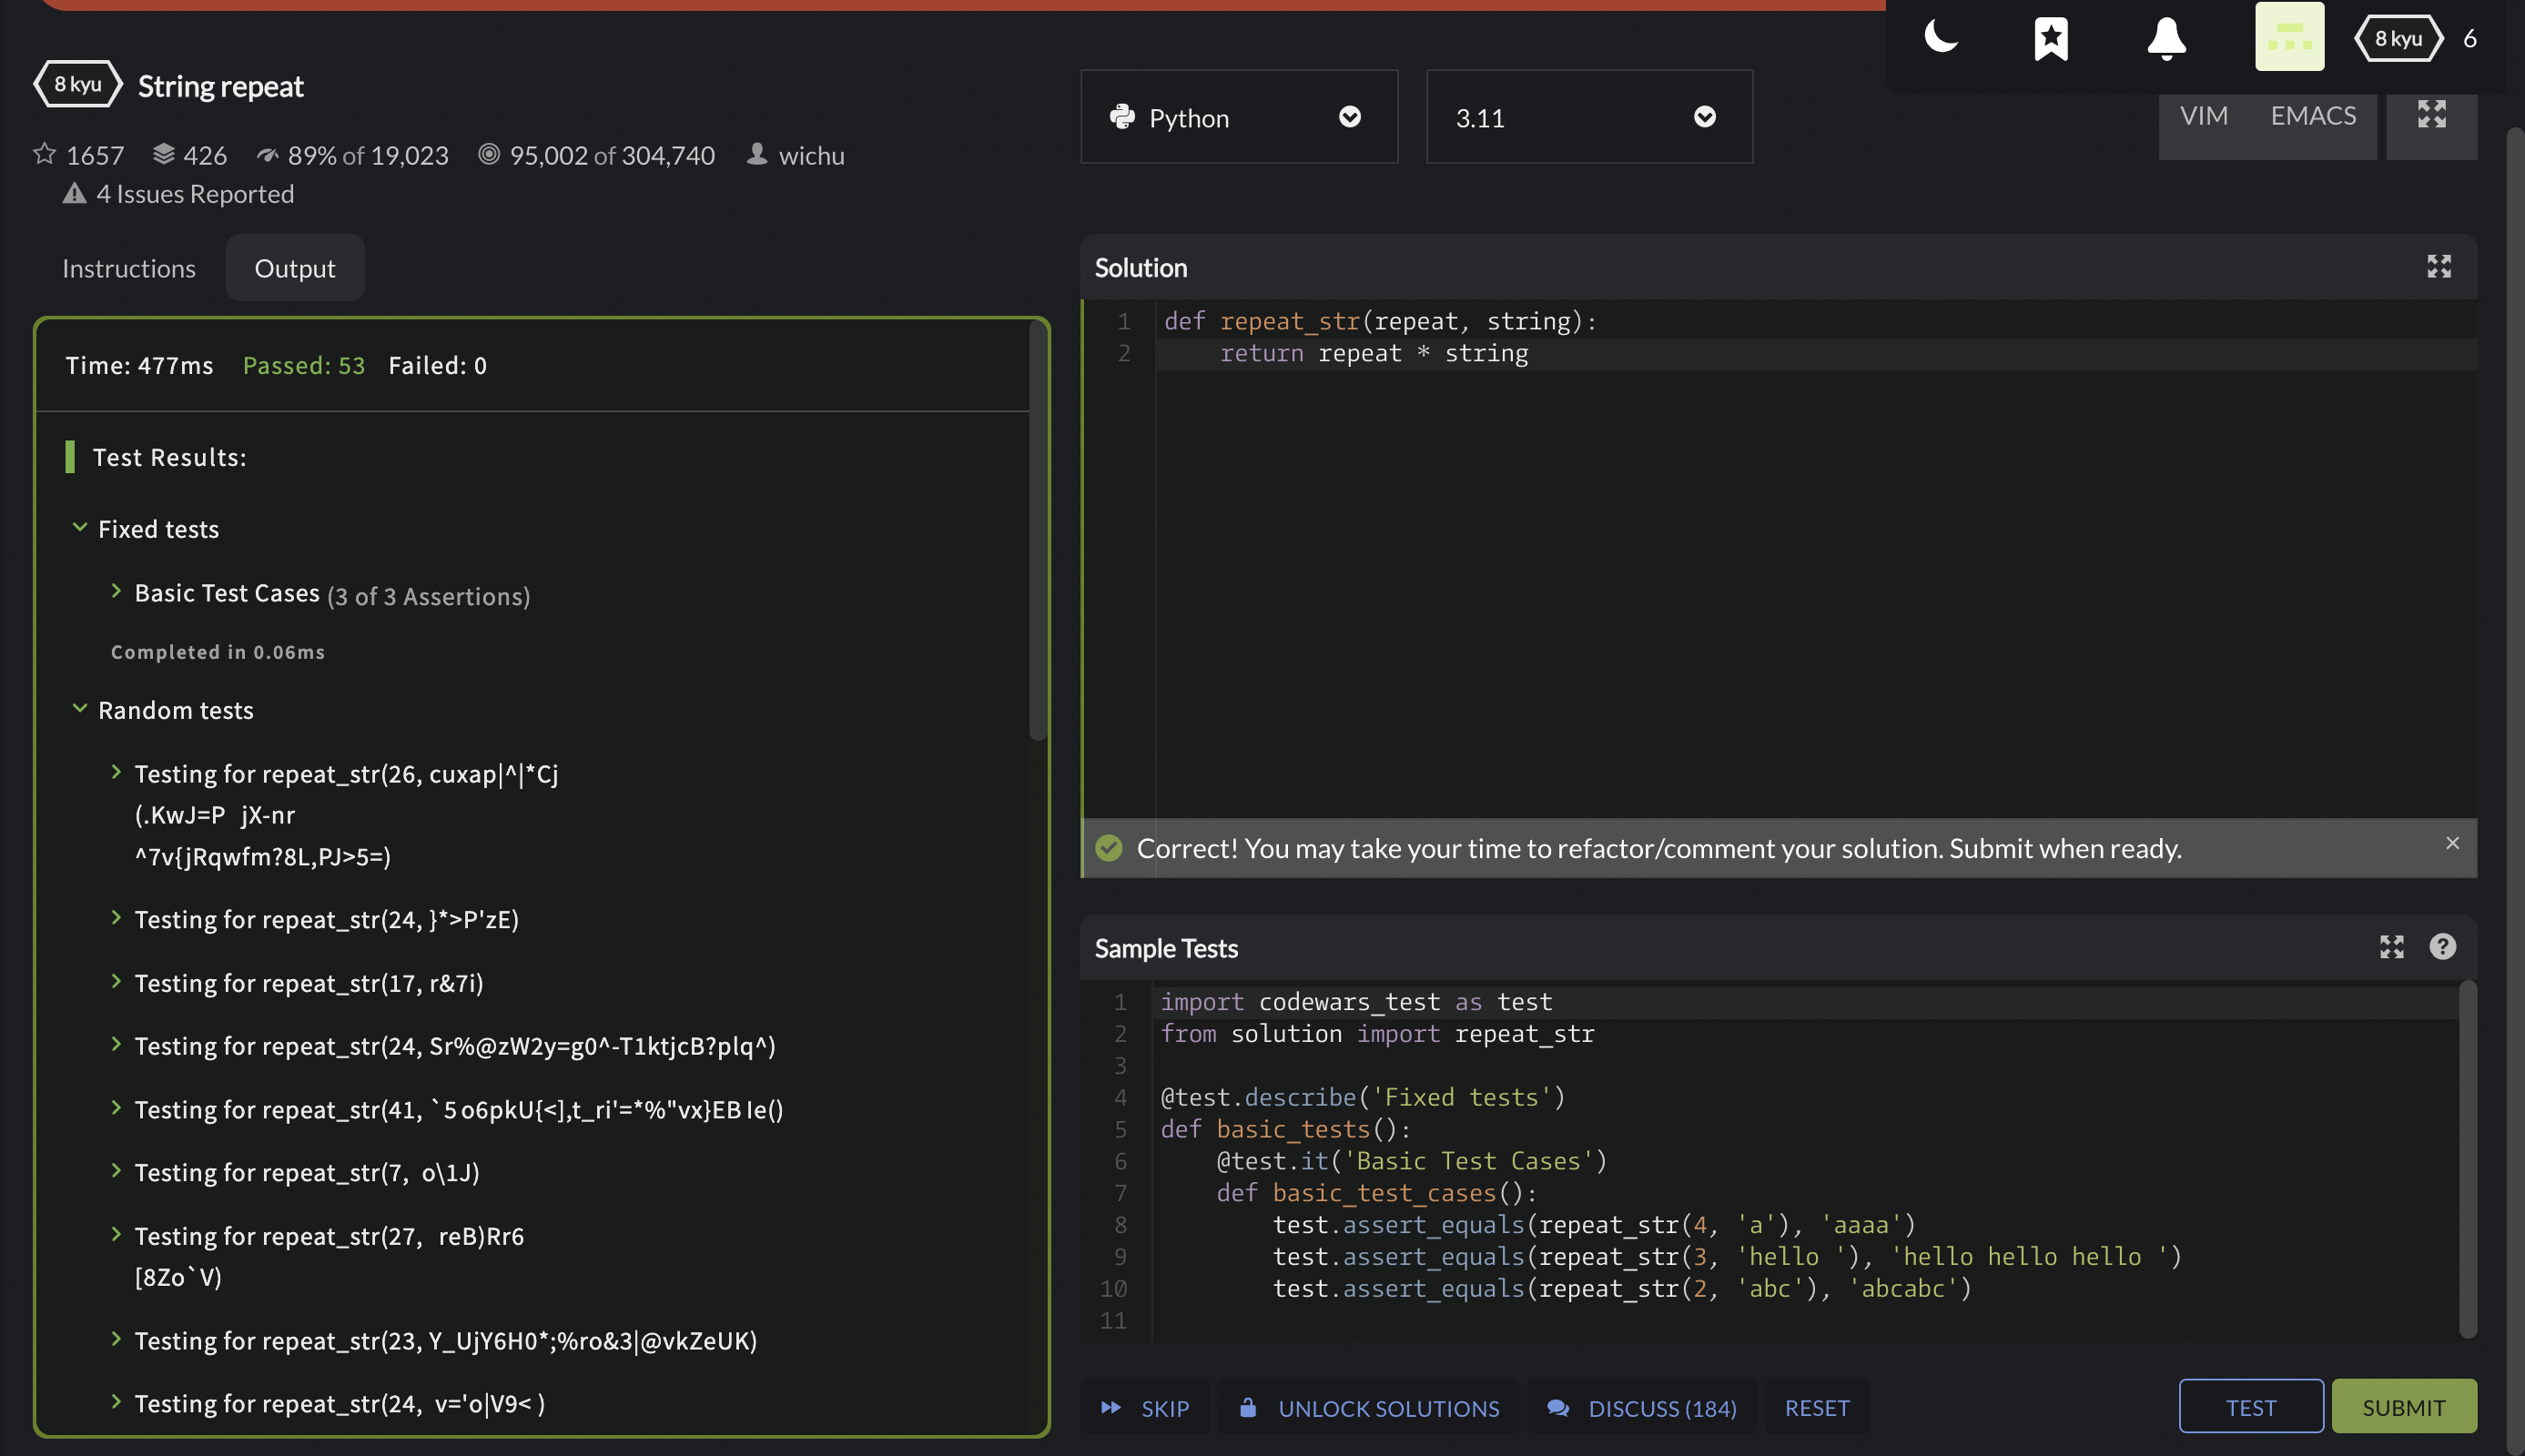 8 kyu 6
8 kyu String repeat
1657 426 89% of 19,023 95,002 of 304,740 wichu
4 Issues Reported
Python 3.11 VIM EMACS
Instructions Output
Time: 477ms Passed: 53 Failed: 0
Test Results:
Fixed tests
Basic Test Cases (3 of 3 Assertions)
Completed in 0.06ms
Random tests
Testing for repeat_str(26, cuxap|^|*Cj
(.KwJ=P jX-nr
^7v{jRqwfm?8L,PJ>5=)
Testing for repeat_str(24, }*>P'zE)
Testing for repeat_str(17, r&7i)
Testing for repeat_str(24, Sr%@zW2y=g0^-T1ktjcB?plq^)
Testing for repeat_str(41, `5 o6pkU{<],t_ri'=*%"vx}EB Ie()
Testing for repeat_str(7, o\1J)
Testing for repeat_str(27, reB)Rr6
[8Zo`V)
Testing for repeat_str(23, Y_UjY6H0*;%ro&3|@vkZeUK)
Testing for repeat_str(24, v='o|V9< )
Solution
1 def repeat_str(repeat, string):
2     return repeat * string
Correct! You may take your time to refactor/comment your solution. Submit when ready.
Sample Tests
1 import codewars_test as test
2 from solution import repeat_str
3
4 @test.describe('Fixed tests')
5 def basic_tests():
6     @test.it('Basic Test Cases')
7     def basic_test_cases():
8         test.assert_equals(repeat_str(4, 'a'), 'aaaa')
9         test.assert_equals(repeat_str(3, 'hello '), 'hello hello hello ')
10         test.assert_equals(repeat_str(2, 'abc'), 'abcabc')
11
SKIP UNLOCK SOLUTIONS DISCUSS (184) RESET TEST SUBMIT